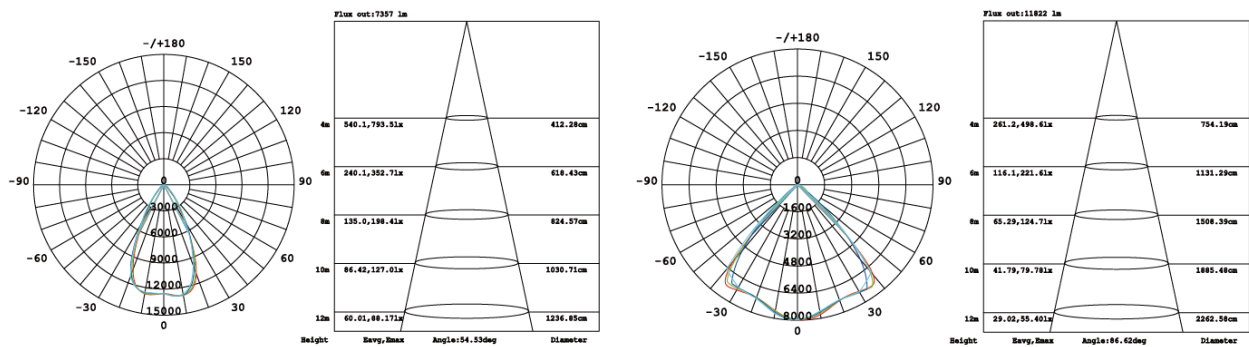 -/+180
-150
150
-120
120
-90
90
-60
60
-30
30
0
0
3000
6000
9000
12000
15000
Flux out:7357 lm
4m 540.1,793.5lx 412.28cm
6m 240.1,352.7lx 618.43cm
8m 135.0,198.4lx 824.57cm
10m 86.42,127.0lx 1030.71cm
12m 60.01,88.17lx 1236.85cm
Height Eavg,Emax Angle:54.53deg Diameter
-/+180
-150
150
-120
120
-90
90
-60
60
-30
30
0
0
1600
3200
4800
6400
8000
Flux out:11822 lm
4m 261.2,498.6lx 754.19cm
6m 116.1,221.6lx 1131.29cm
8m 65.29,124.7lx 1508.39cm
10m 41.79,79.78lx 1885.48cm
12m 29.02,55.40lx 2262.58cm
Height Eavg,Emax Angle:86.62deg Diameter